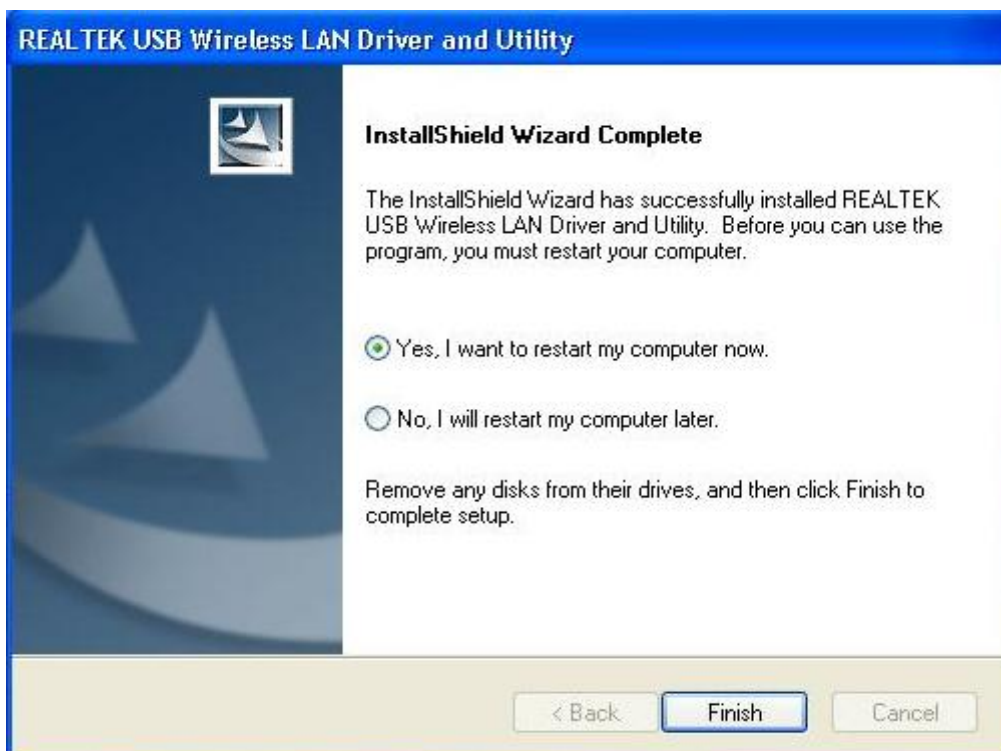 REALTEK USB Wireless LAN Driver and Utility
InstallShield Wizard Complete
The InstallShield Wizard has successfully installed REALTEK
USB Wireless LAN Driver and Utility. Before you can use the
program, you must restart your computer.
Yes, I want to restart my computer now.
No, I will restart my computer later.
Remove any disks from their drives, and then click Finish to
complete setup.
< Back
Finish
Cancel